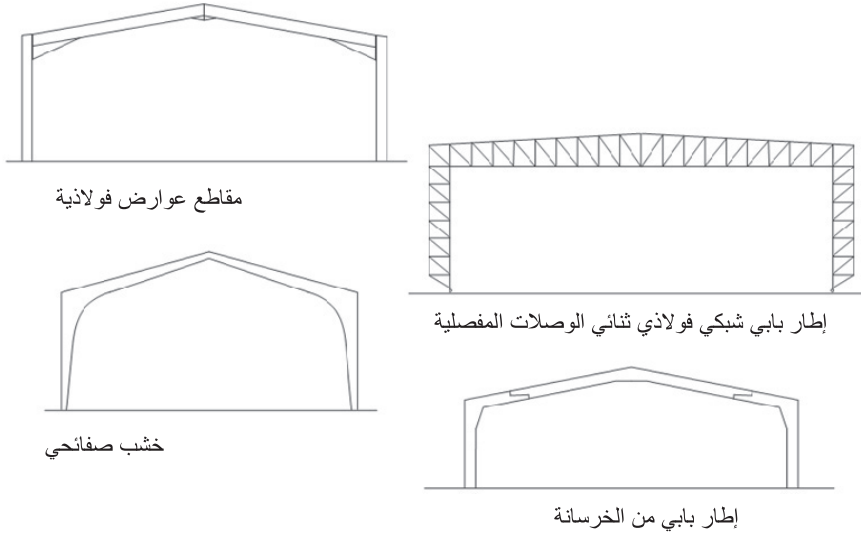 مقاطع عوارض فولاذية
إطار بابي شبكي فولاذي ثنائي الوصلات المفصلية
خشب صفائحي
إطار بابي من الخرسانة